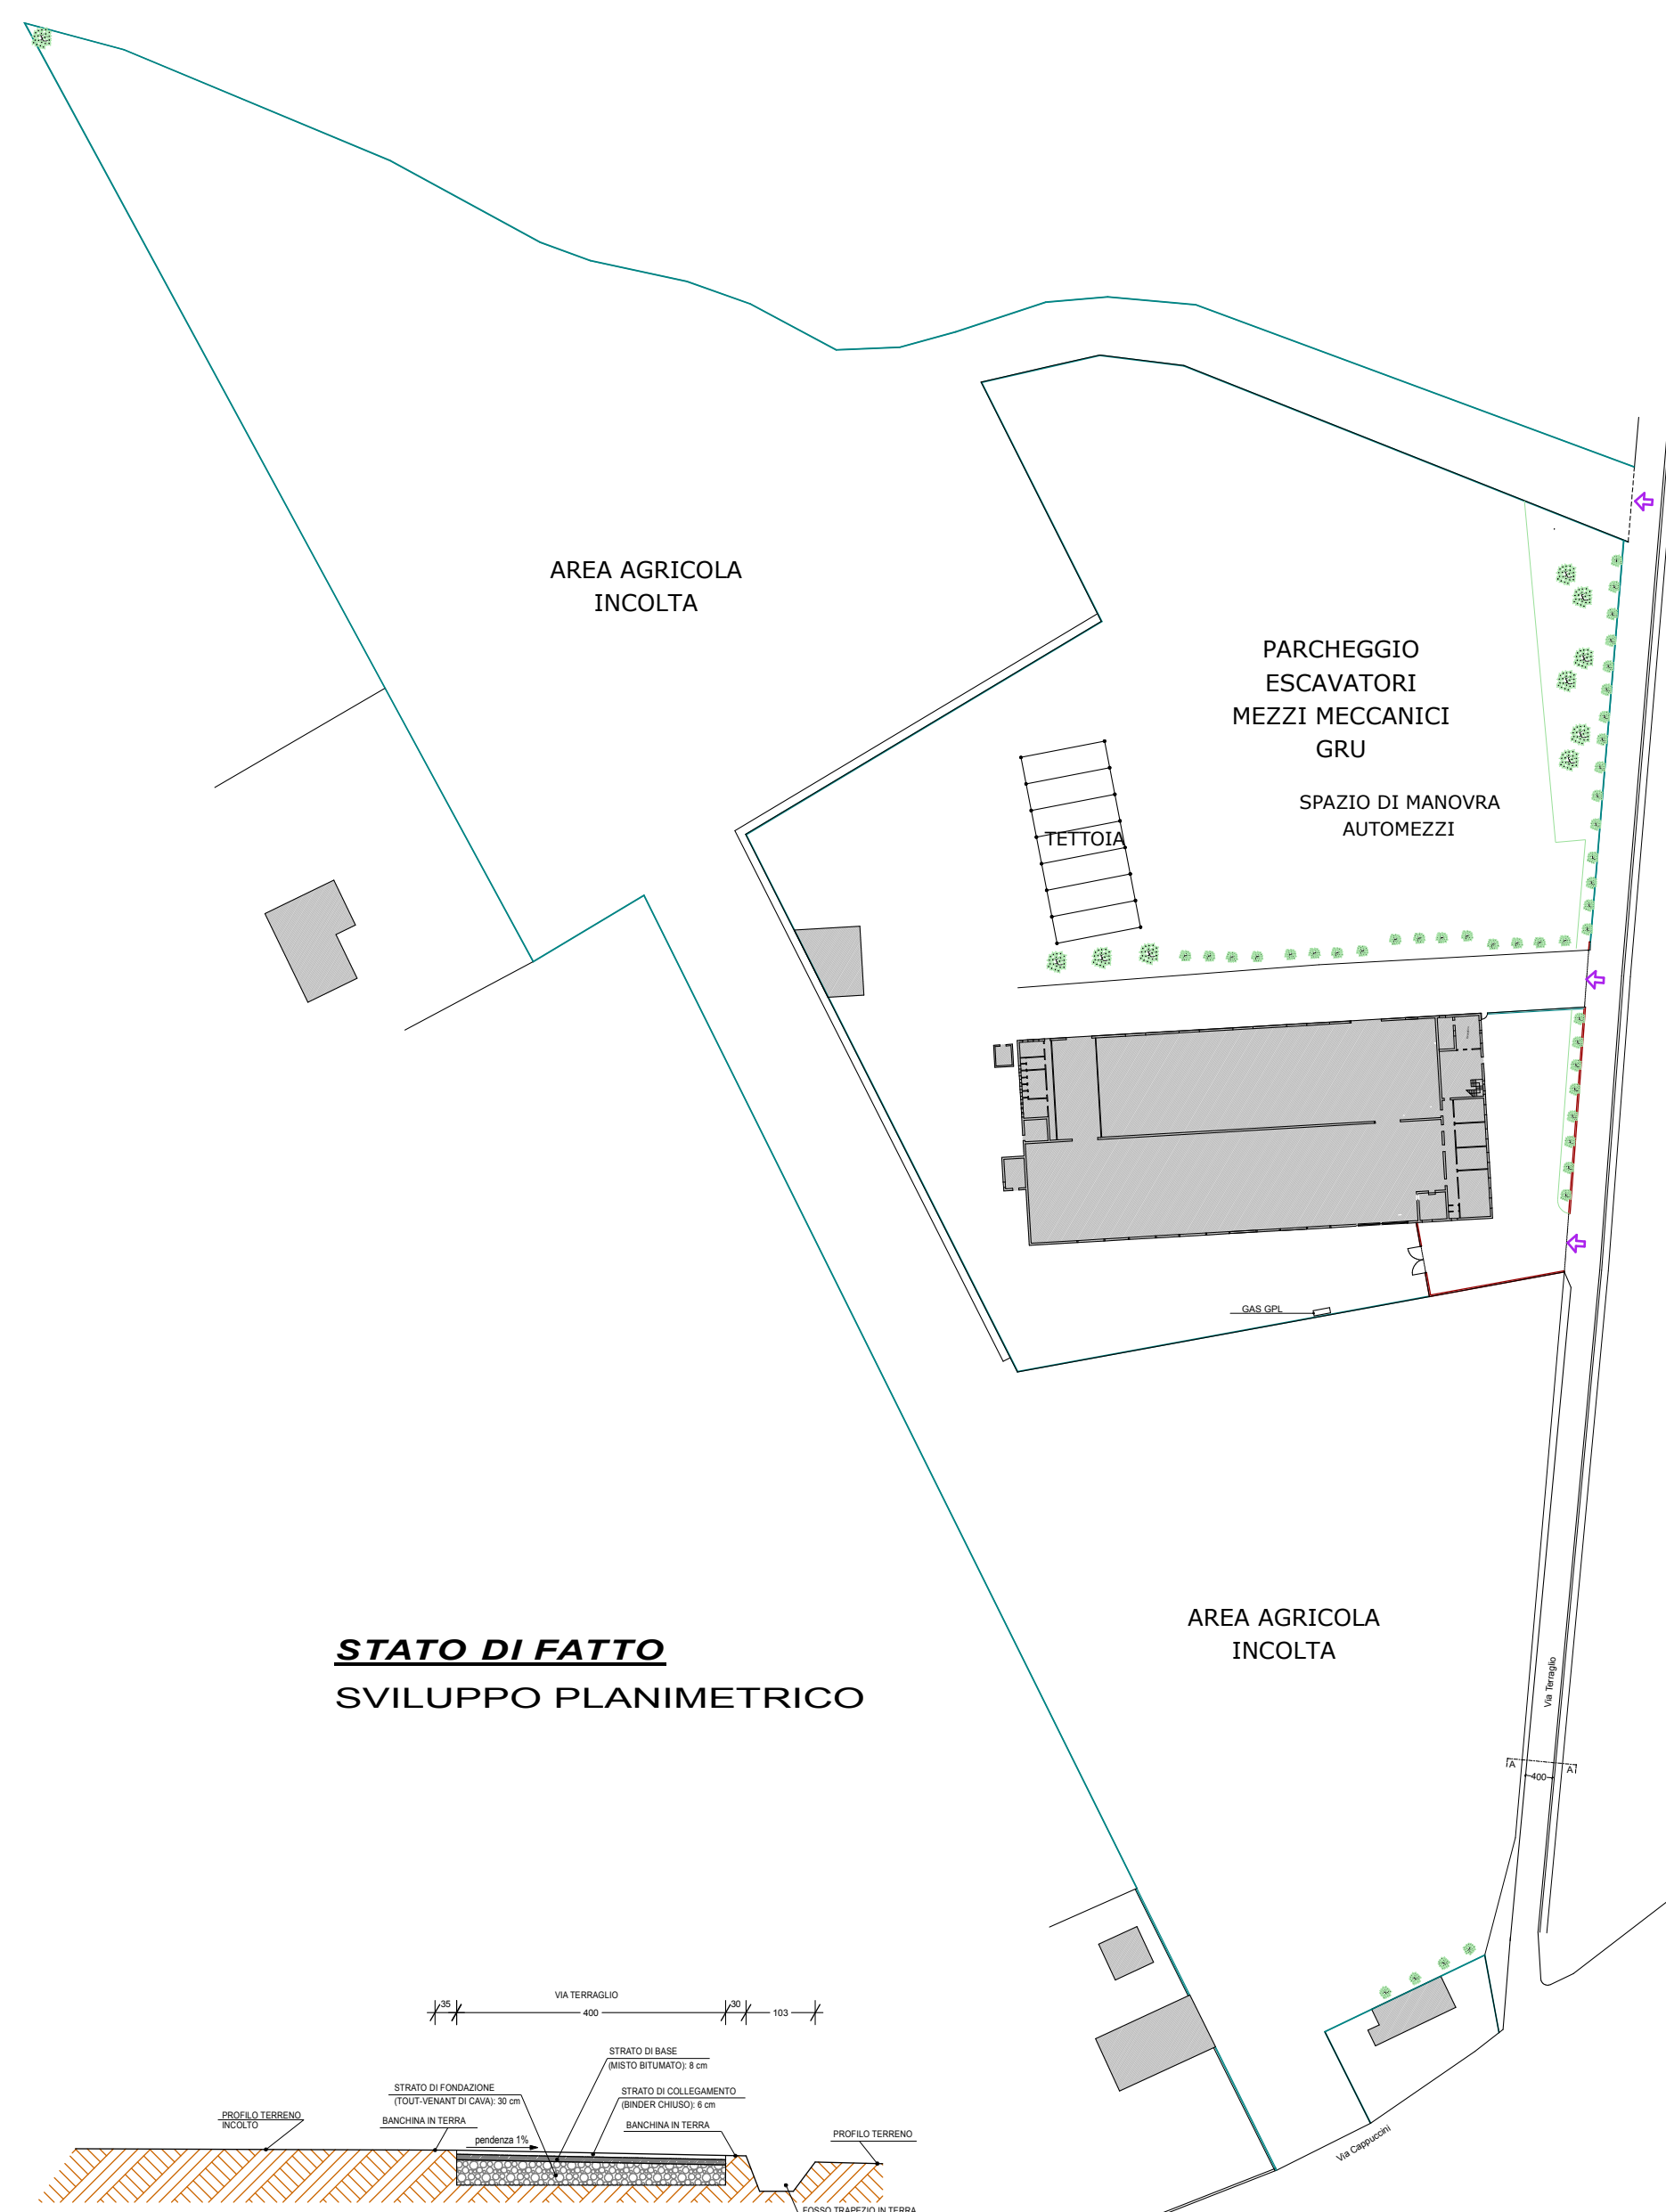 AREA AGRICOLA
INCOLTA
PARCHEGGIO
ESCAVATORI
MEZZI MECCANICI
GRU
SPAZIO DI MANOVRA
AUTOMEZZI
TETTOIA
GAS GPL
AREA AGRICOLA
INCOLTA
STATO DI FATTO
SVILUPPO PLANIMETRICO
Via Terraglio
A
A
400
VIA TERRAGLIO
35
400
30
103
STRATO DI BASE
(MISTO BITUMATO): 8 cm
STRATO DI FONDAZIONE
(TOUT-VENANT DI CAVA): 30 cm
STRATO DI COLLEGAMENTO
(BINDER CHIUSO): 6 cm
PROFILO TERRENO
INCOLTO
BANCHINA IN TERRA
BANCHINA IN TERRA
pendenza 1%
PROFILO TERRENO
Via Cappuccini
FOSSO TRAPEZIO IN TERRA